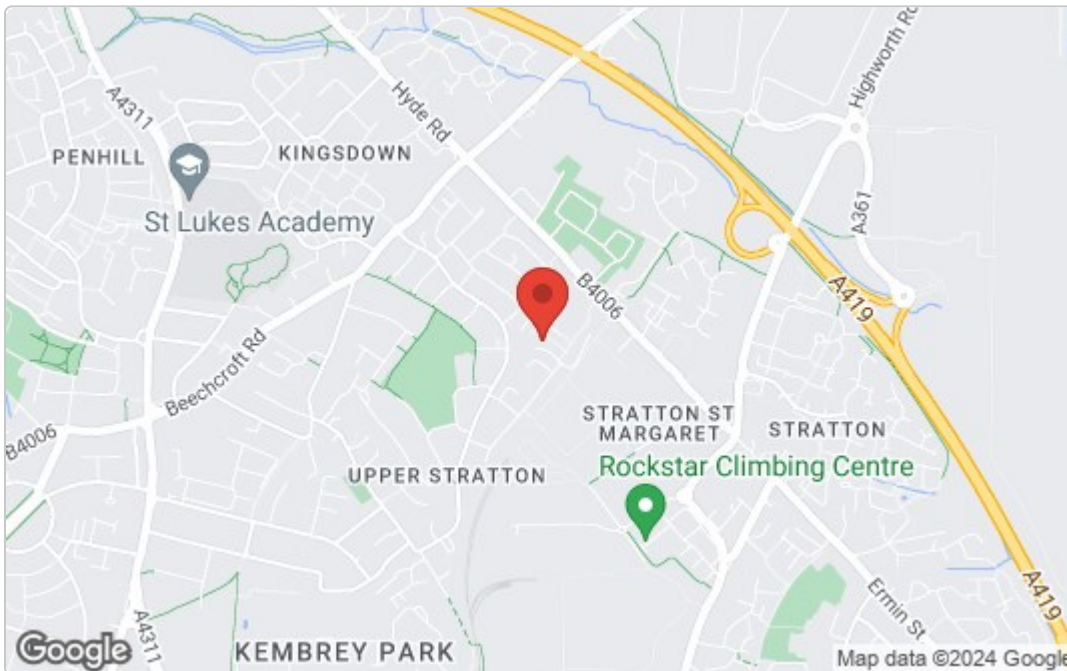 Highworth Rd
A4311
Hyde Rd
PENHILL
KINGSDOWN
St Lukes Academy
A361
B4006
A419
Beechcroft Rd
STRATTON ST
MARGARET
STRATTON
B4006
UPPER STRATTON
Rockstar Climbing Centre
Ermin St
A419
A4311
KEMBREY PARK
Google
Map data ©2024 Google